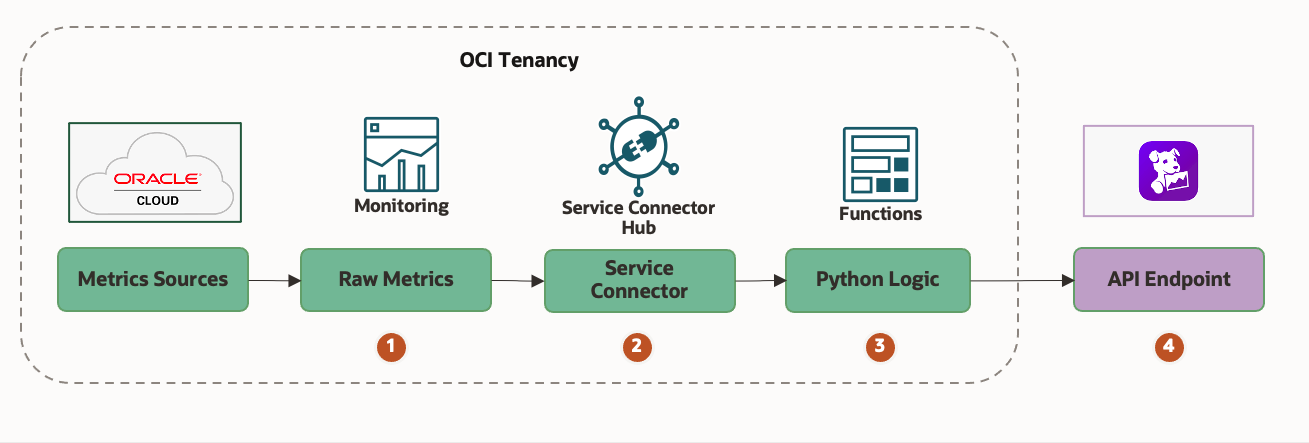 OCI Tenancy
ORACLE
CLOUD
Monitoring
Service Connector
Hub
Functions
Metrics Sources
Raw Metrics
Service
Connector
Python Logic
API Endpoint
1
2
3
4